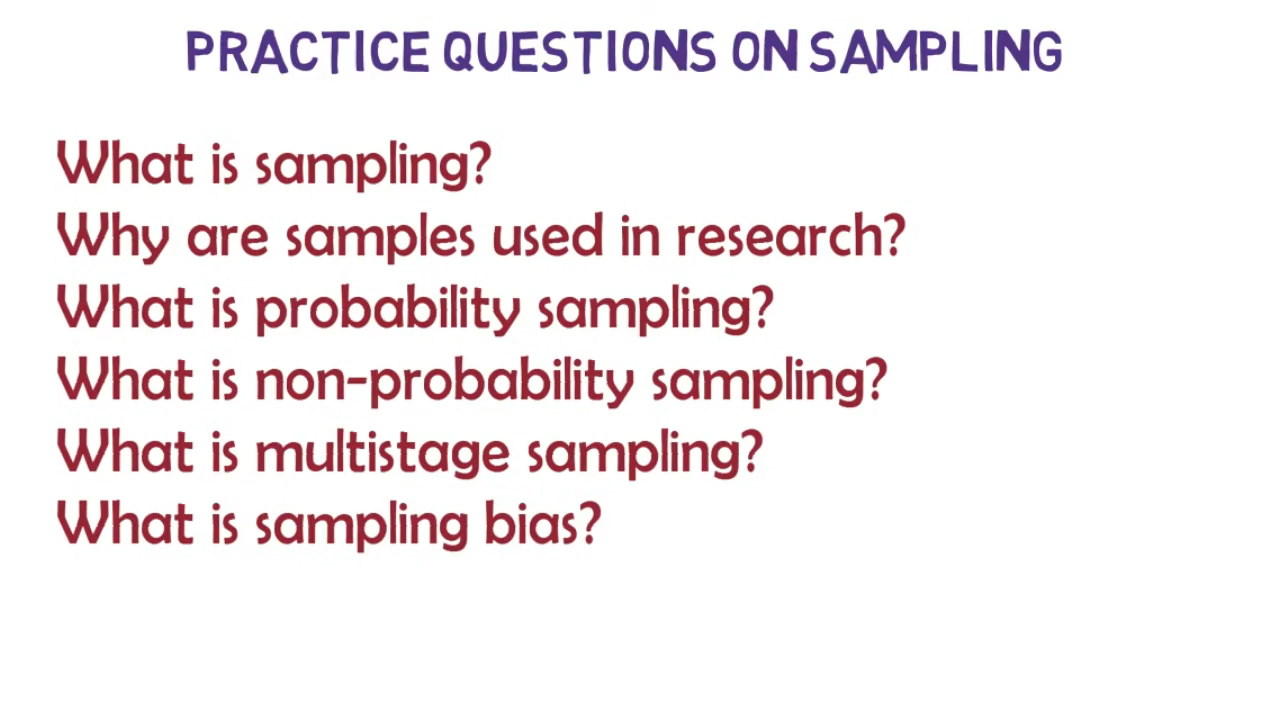 PRACTICE QUESTIONS ON SAMPLING
What is sampling?
Why are samples used in research?
What is probability sampling?
What is non-probability sampling?
What is multistage sampling?
What is sampling bias?